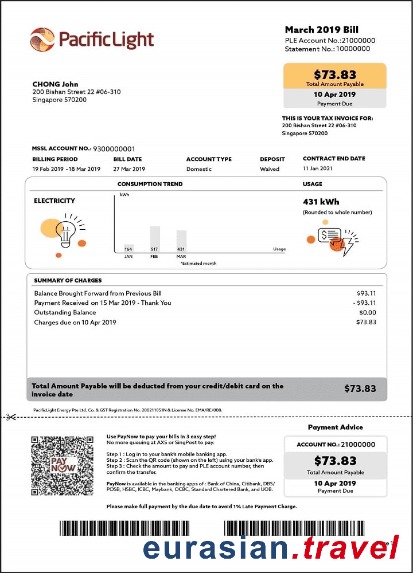 PacificLight
March 2019 Bill
PLE Account No.:21000000
Statement No.: 10000000
$73.83
Total Amount Payable
10 Apr 2019
Payment Due
CHONG John
200 Bishan Street 22 #06-310
Singapore 570200
THIS IS YOUR TAX INVOICE FOR:
200 Bishan Street 22 #06-310
Singapore 570200
MSSL ACCOUNT NO.: 9300000001
BILLING PERIOD BILL DATE ACCOUNT TYPE DEPOSIT CONTRACT END DATE
19 Feb 2019 -18 Mar 2019 27 Mar 2019 Domestic Waived 11 Jan 2021
CONSUMPTION TREND USAGE
kWh
ELECTRICITY
431 kWh
(Rounded to whole number)
164 517 431 Usage
JAN FEB MAR
*Estimated month
SUMMARY OF CHARGES
Balance Brought Forward from Previous Bill $93.11
Payment Received on 15 Mar 2019 - Thank You - $93.11
Outstanding Balance $0.00
Charges due on 10 Apr 2019 $73.83
Total Amount Payable will be deducted from your credit/debit card on the
invoice date $73.83
PacificLight Energy Pte Ltd. Co. & GST Registration No.
Payment Advice
Use PayNow to pay your bills in 3 easy step!
No more queuing at AXS or SingPost to pay.
Step 1 : Log in to your bank's mobile banking app.
Step 2 : Scan the QR code (shown on the left) using your bank's app.
Step 3 : Check the amount to pay and PLE account number, then
confirm the transfer.
PayNow is available in the banking apps of : Bank of China, Citibank, DBS/
POSB, HSBC, ICBC, Maybank, OCBC, Standard Chartered Bank, and UOB.
PAY
NOW
ACCOUNT NO.:21000000
$73.83
Total Amount Payable
10 Apr 2019
Payment Due
Please make full payment by the due date to avoid 1% Late Payment Charge.
eurasian.travel